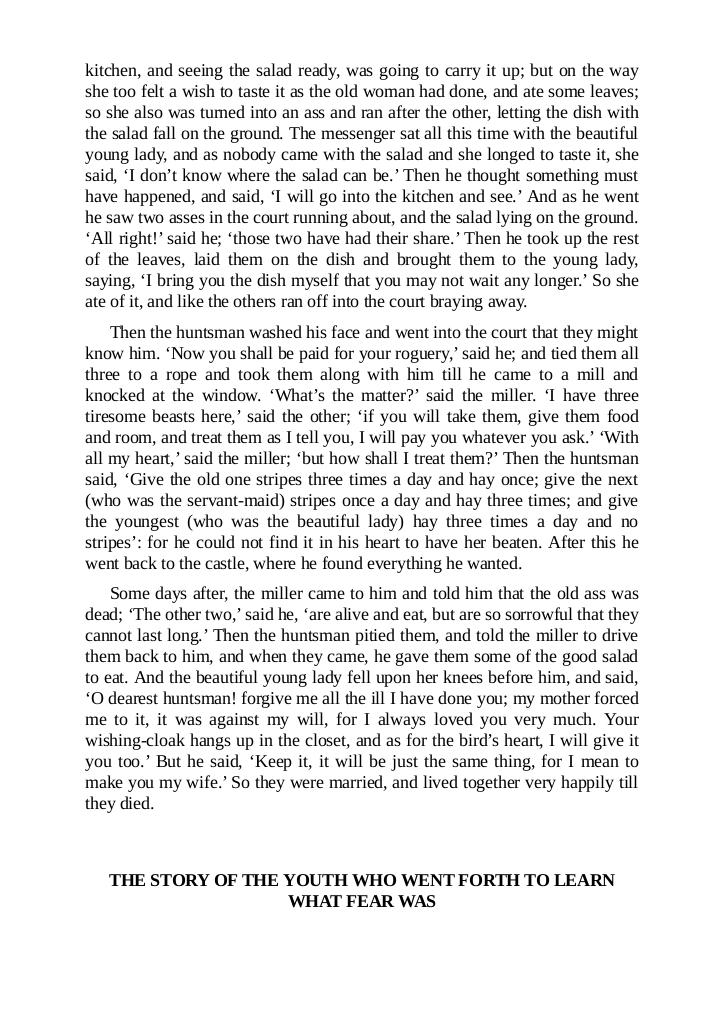 kitchen, and seeing the salad ready, was going to carry it up; but on the way
she too felt a wish to taste it as the old woman had done, and ate some leaves;
so she also was turned into an ass and ran after the other, letting the dish with
the salad fall on the ground. The messenger sat all this time with the beautiful
young lady, and as nobody came with the salad and she longed to taste it, she
said, ‘I don’t know where the salad can be.’ Then he thought something must
have happened, and said, ‘I will go into the kitchen and see.’ And as he went
he saw two asses in the court running about, and the salad lying on the ground.
‘All right!’ said he; ‘those two have had their share.’ Then he took up the rest
of the leaves, laid them on the dish and brought them to the young lady,
saying, ‘I bring you the dish myself that you may not wait any longer.’ So she
ate of it, and like the others ran off into the court braying away.
Then the huntsman washed his face and went into the court that they might
know him. ‘Now you shall be paid for your roguery,’ said he; and tied them all
three to a rope and took them along with him till he came to a mill and
knocked at the window. ‘What’s the matter?’ said the miller. ‘I have three
tiresome beasts here,’ said the other; ‘if you will take them, give them food
and room, and treat them as I tell you, I will pay you whatever you ask.’ ‘With
all my heart,’ said the miller; ‘but how shall I treat them?’ Then the huntsman
said, ‘Give the old one stripes three times a day and hay once; give the next
(who was the servant-maid) stripes once a day and hay three times; and give
the youngest (who was the beautiful lady) hay three times a day and no
stripes’: for he could not find it in his heart to have her beaten. After this he
went back to the castle, where he found everything he wanted.
Some days after, the miller came to him and told him that the old ass was
dead; ‘The other two,’ said he, ‘are alive and eat, but are so sorrowful that they
cannot last long.’ Then the huntsman pitied them, and told the miller to drive
them back to him, and when they came, he gave them some of the good salad
to eat. And the beautiful young lady fell upon her knees before him, and said,
‘O dearest huntsman! forgive me all the ill I have done you; my mother forced
me to it, it was against my will, for I always loved you very much. Your
wishing-cloak hangs up in the closet, and as for the bird’s heart, I will give it
you too.’ But he said, ‘Keep it, it will be just the same thing, for I mean to
make you my wife.’ So they were married, and lived together very happily till
they died.
THE STORY OF THE YOUTH WHO WENT FORTH TO LEARN
WHAT FEAR WAS